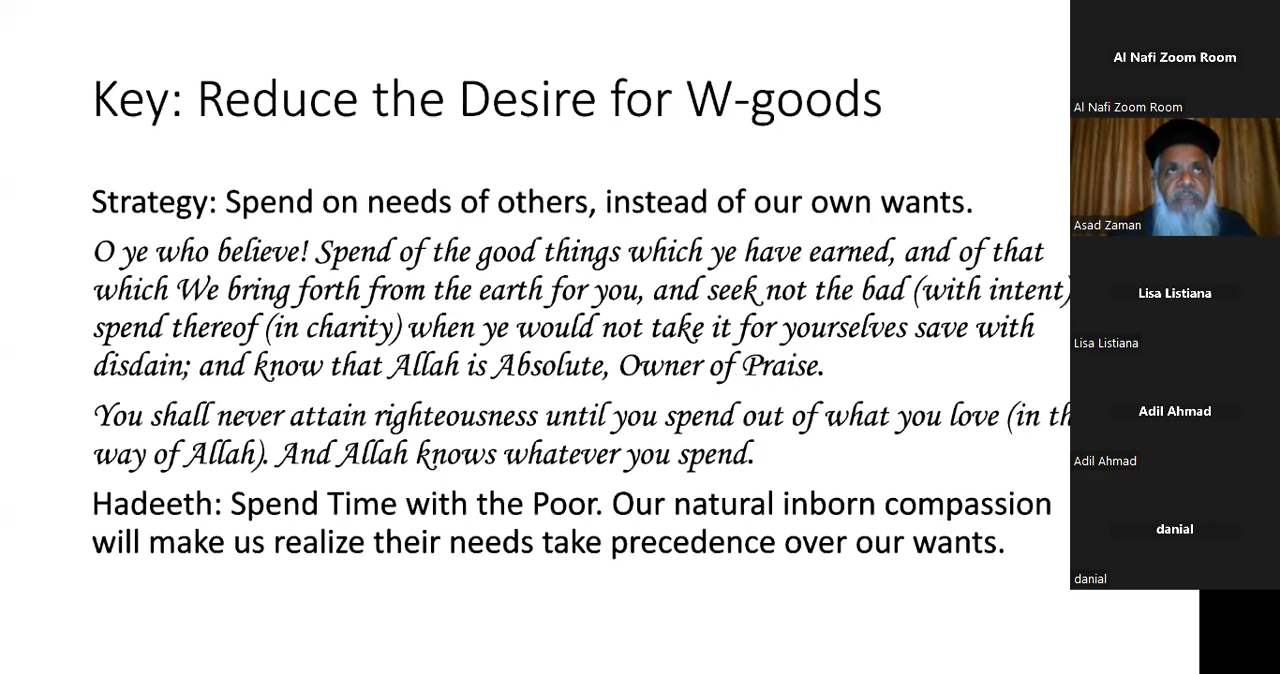 Key: Reduce the Desire for W-goods
Strategy: Spend on needs of others, instead of our own wants.
O ye who believe! Spend of the good things which ye have earned, and of that
which We bring forth from the earth for you, and seek not the bad (with intent)
spend thereof (in charity) when ye would not take it for yourselves save with
disdain; and know that Allah is Absolute, Owner of Praise.
You shall never attain righteousness until you spend out of what you love (in th
way of Allah). And Allah knows whatever you spend.
Hadeeth: Spend Time with the Poor. Our natural inborn compassion
will make us realize their needs take precedence over our wants.
Al Nafi Zoom Room
Al Nafi Zoom Room
Asad Zaman
Lisa Listiana
Lisa Listiana
Adil Ahmad
Adil Ahmad
danial
danial